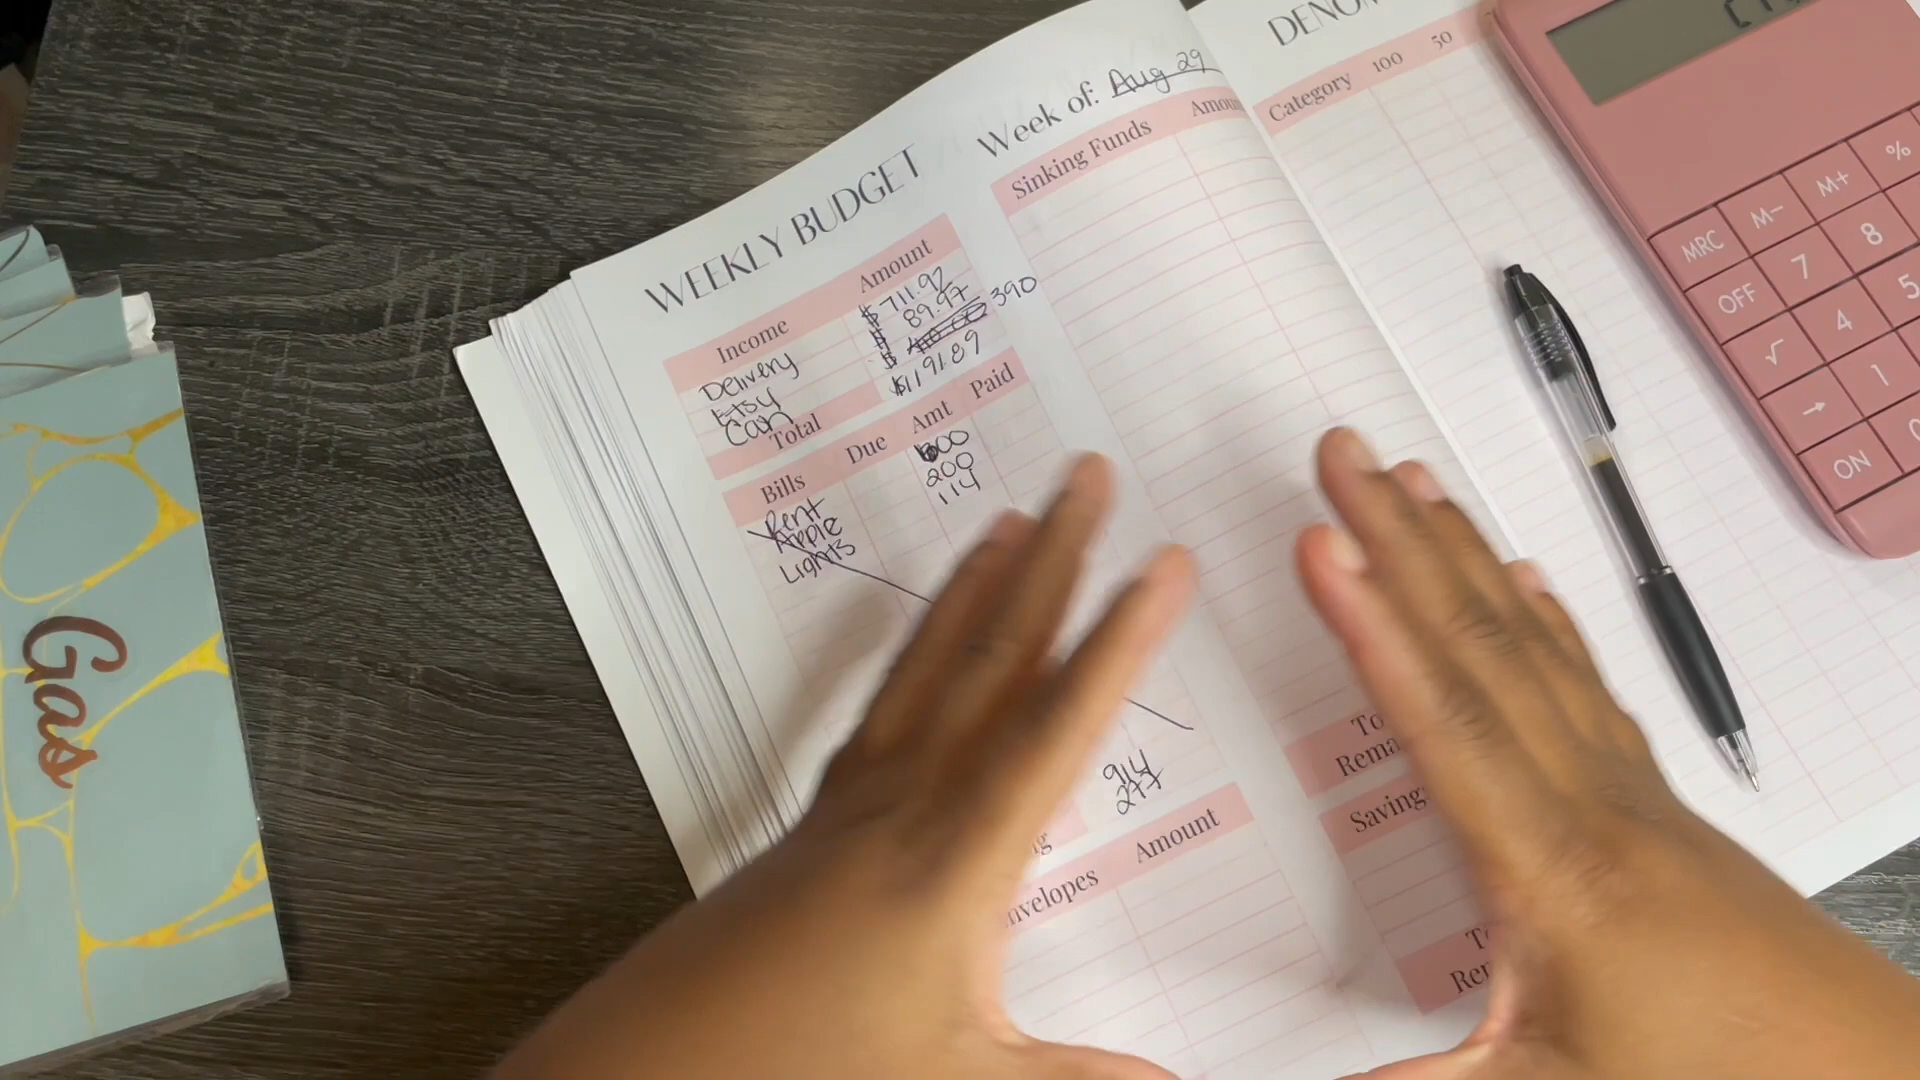 WEEKLY BUDGET
Week of: Aug 29
Income Amount
Delivery $711.92
Etsy $ 89.97
Cash $ 390
Total $1191.89
Bills Due Amt Paid
Rent 600
Apple 200
Lights 114
914
277
Envelopes Amount
Sinking Funds
Category 100 50
MRC M- M+ %
OFF 7 8
√ 4 5
→ 1
ON 0
Gas